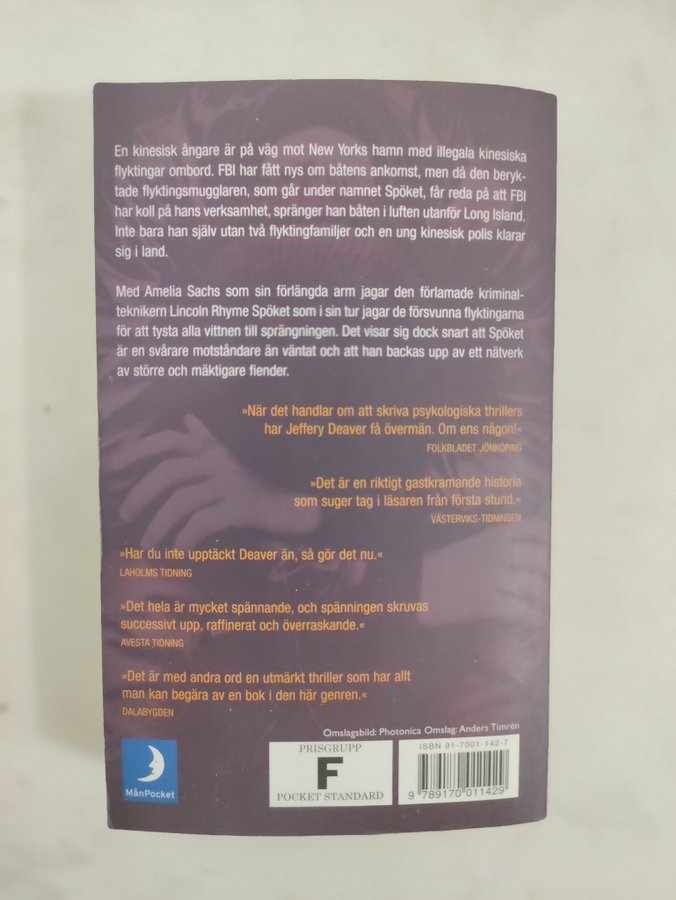 En kinesisk ångare är på väg mot New Yorks hamn med illegala kinesiska
flyktingar ombord. FBI har fått nys om båtens ankomst, men då den beryk-
tade flyktingsmugglaren, som går under namnet Spöket, får reda på att FBI
har koll på hans verksamhet, spränger han båten i luften utanför Long Island.
Inte bara han själv utan två flyktingfamiljer och en ung kinesisk polis klarar
sig i land.
Med Amelia Sachs som sin förlängda arm jagar den förlamade kriminal-
teknikern Lincoln Rhyme Spöket som i sin tur jagar de försvunna flyktingarna
för att tysta alla vittnen till sprängningen. Det visar sig dock snart att Spöket
är en svårare motståndare än väntat och att han backas upp av ett nätverk
av större och mäktigare fiender.
»När det handlar om att skriva psykologiska thrillers
har Jeffery Deaver få övermän. Om ens någon!«
FOLKBLADET JÖNKÖPING
»Det är en riktigt gastkramande historia
som suger tag i läsaren från första stund.«
VÄSTERVIKS-TIDNINGEN
»Har du inte upptäckt Deaver än, så gör det nu.«
LAHOLMS TIDNING
»Det hela är mycket spännande, och spänningen skruvas
successivt upp, raffinerat och överraskande.«
AVESTA TIDNING
»Det är med andra ord en utmärkt thriller som har allt
man kan begära av en bok i den här genren.«
DALABYGDEN
Omslagsbild: Photonica Omslag: Anders Timrén
MånPocket
PRISGRUPP
F
POCKET STANDARD
ISBN 91-7001-142-7
9 789170 011429